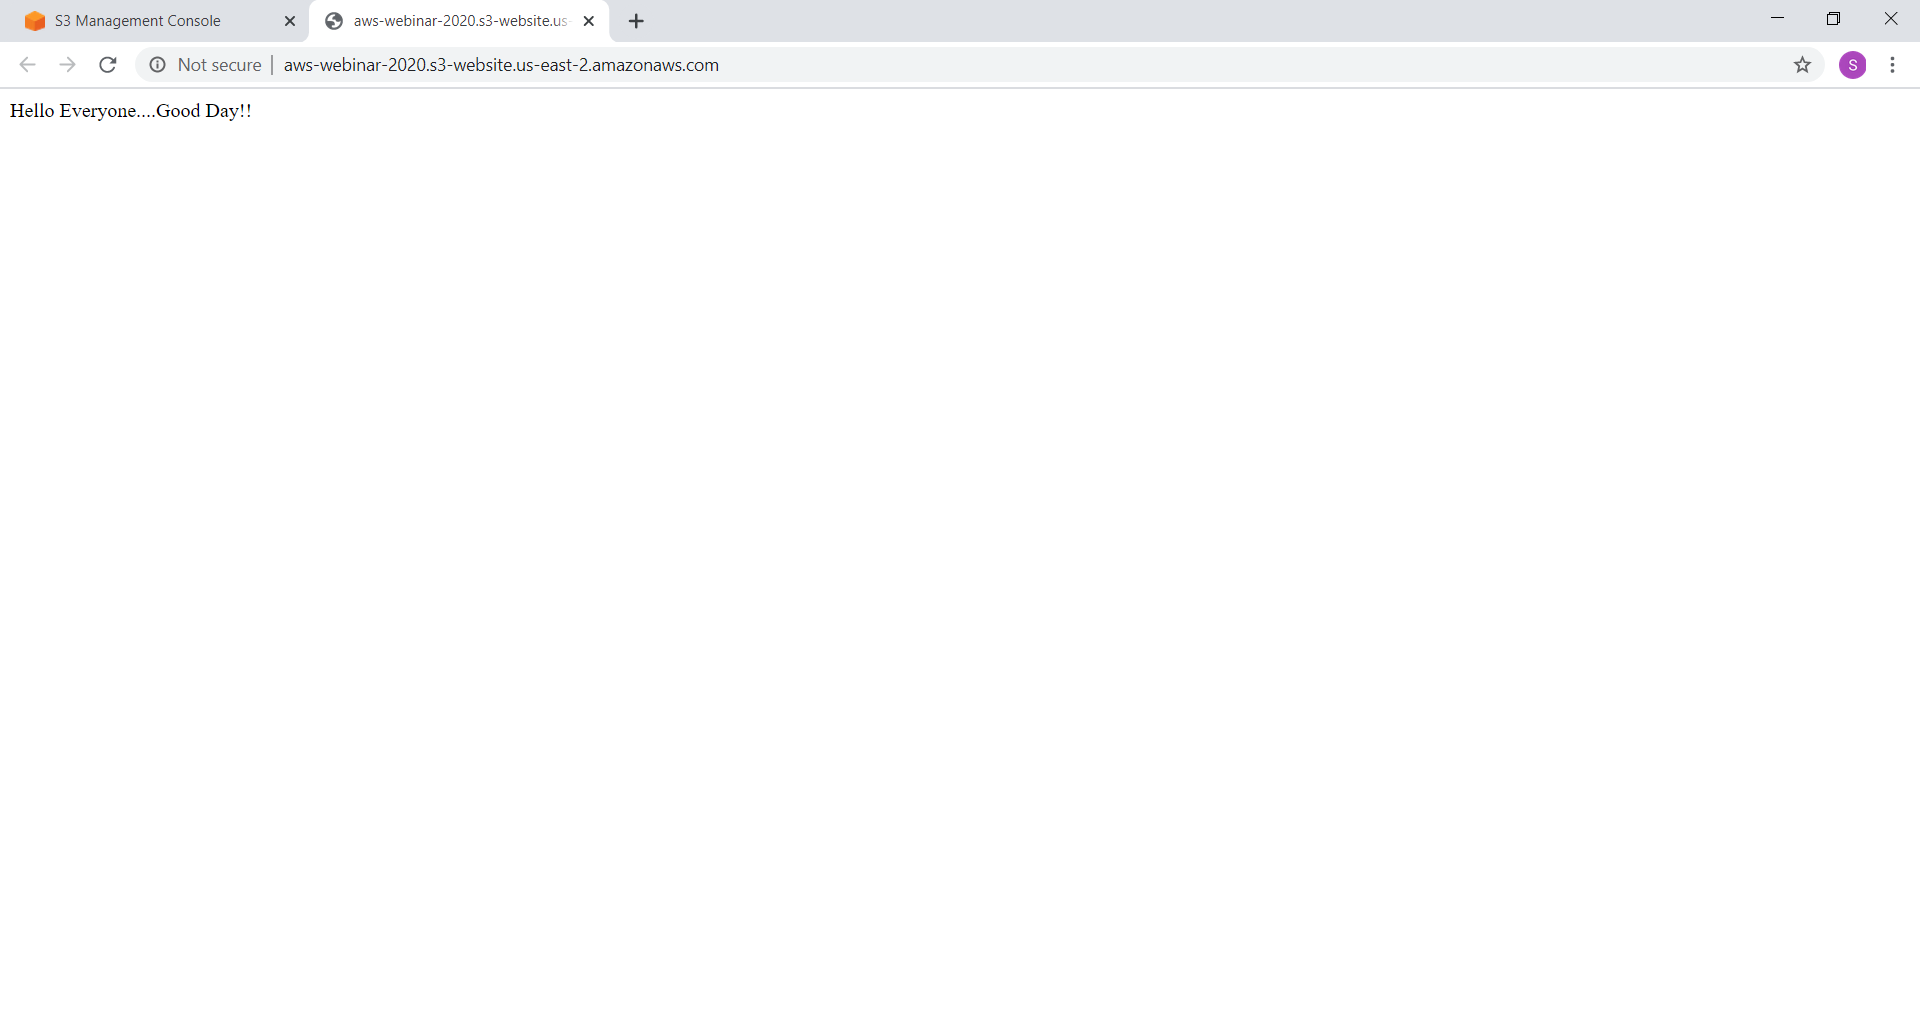 S3 Management Console
aws-webinar-2020.s3-website.us-
Not secure
aws-webinar-2020.s3-website.us-east-2.amazonaws.com
S
Hello Everyone....Good Day!!